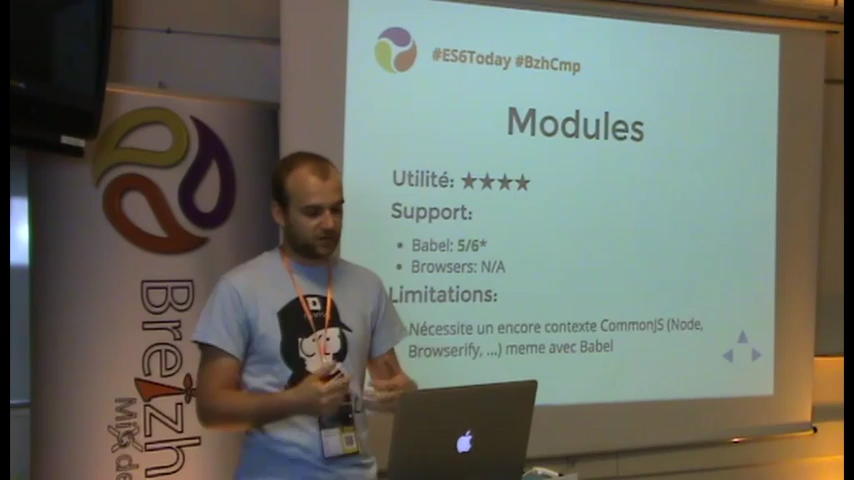 #ES6Today #BzhCmp
Modules
Utilité: ★★★★
Support:
• Babel: 5/6*
• Browsers: N/A
Limitations:
Nécessite un encore contexte CommonJS (Node,
Browserify, ...) meme avec Babel
Breizh